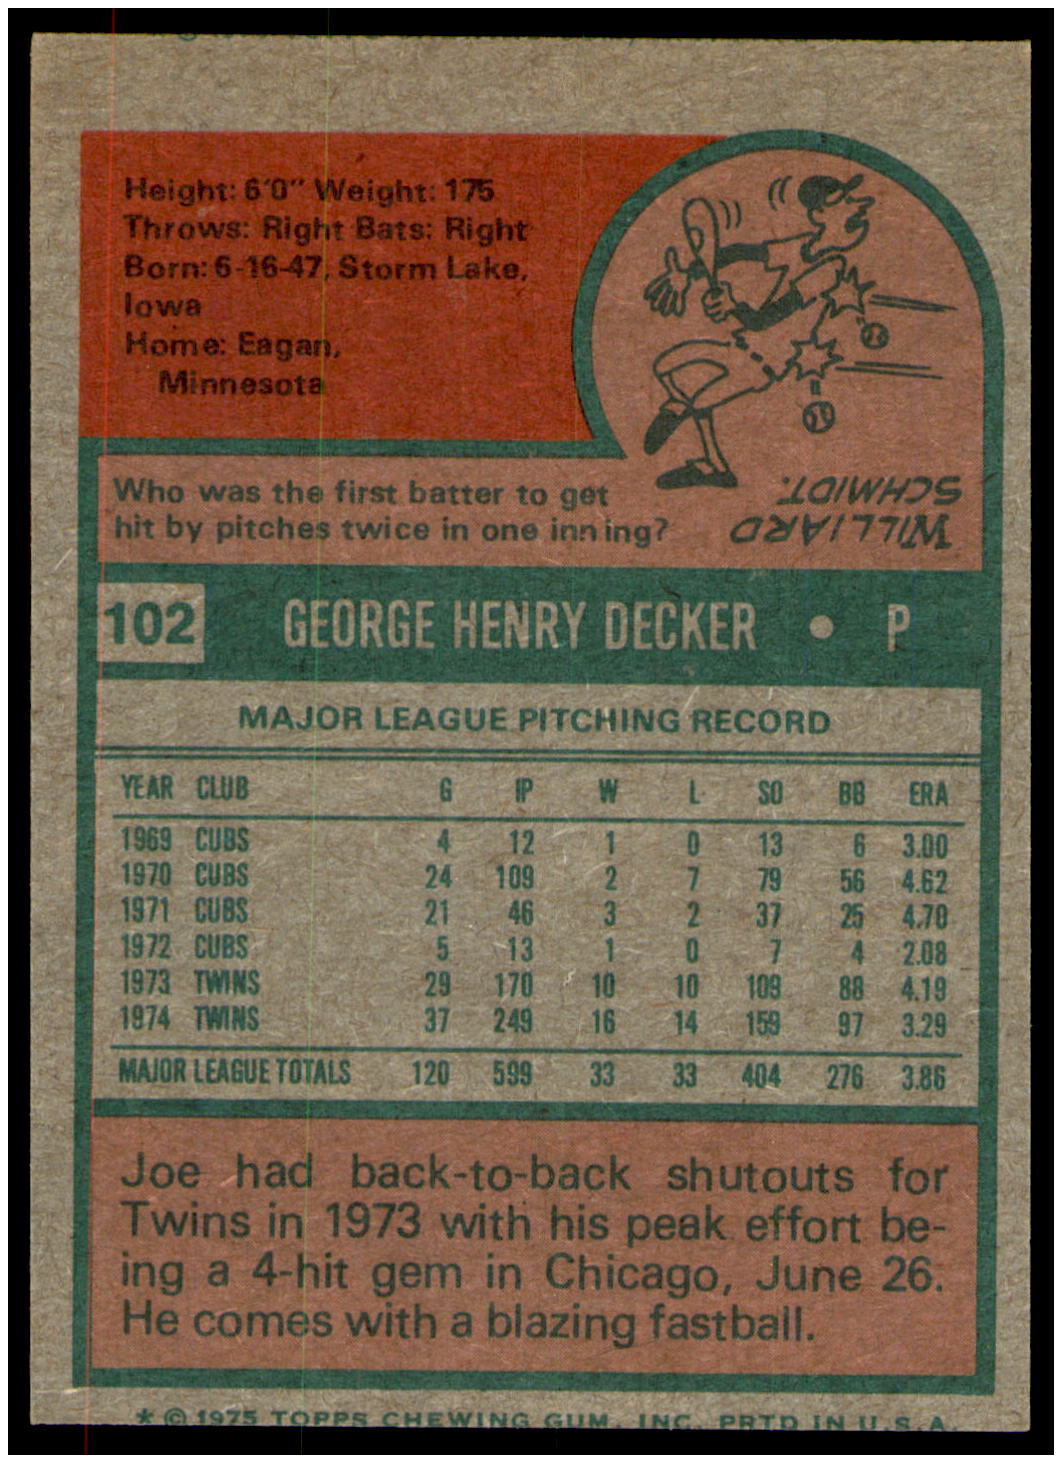 Height: 6'0" Weight: 175
Throws: Right Bats: Right
Born: 6-16-47, Storm Lake,
Iowa
Home: Eagan,
Minnesota
Who was the first batter to get
hit by pitches twice in one inning?
WILLIARD
SCHMIDT.
102 GEORGE HENRY DECKER • P
MAJOR LEAGUE PITCHING RECORD
YEAR CLUB G IP W L SO BB ERA
1969 CUBS 4 12 1 0 13 6 3.00
1970 CUBS 24 109 2 7 79 56 4.62
1971 CUBS 21 46 3 2 37 25 4.70
1972 CUBS 5 13 1 0 7 4 2.08
1973 TWINS 29 170 10 10 109 88 4.19
1974 TWINS 37 249 16 14 159 97 3.29
MAJOR LEAGUE TOTALS 120 599 33 33 404 276 3.86
Joe had back-to-back shutouts for
Twins in 1973 with his peak effort be-
ing a 4-hit gem in Chicago, June 26.
He comes with a blazing fastball.
* © 1975 TOPPS CHEWING GUM, INC. PRTD IN U.S.A.